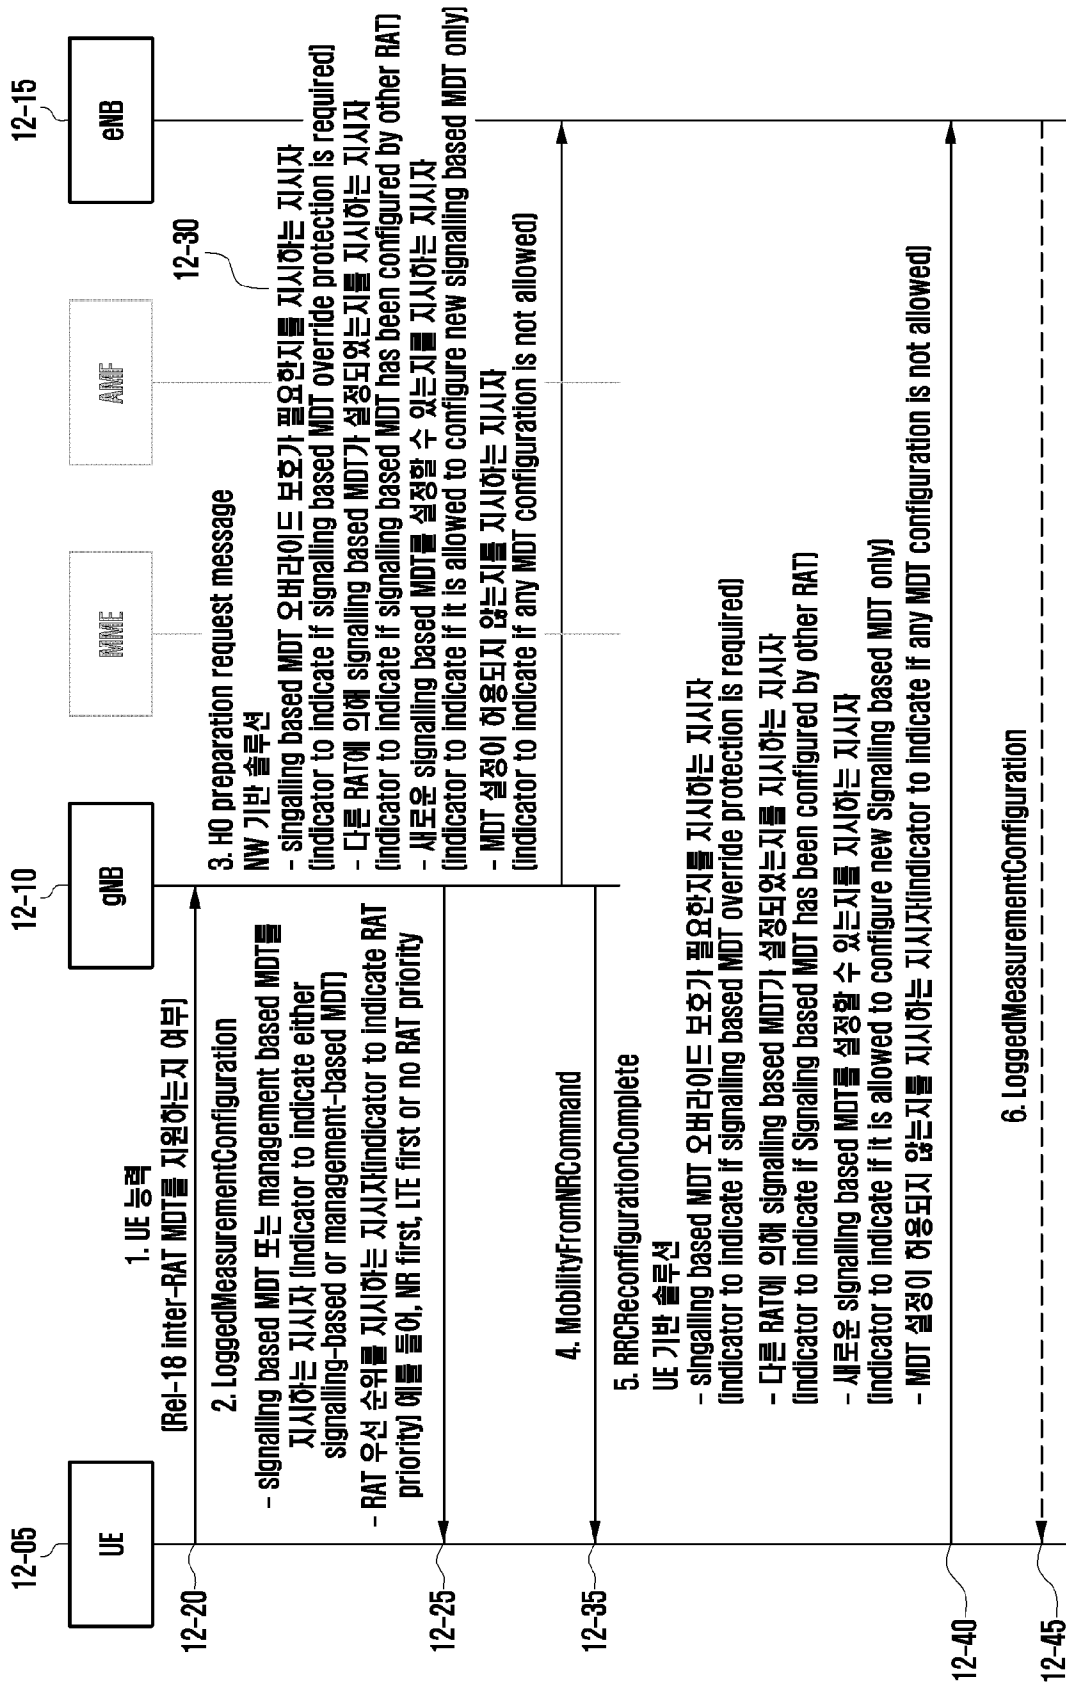 12-05
12-10
12-15
UE
gNB
MME
AMF
eNB
1. UE 능력
(Rel-18 inter-RAT MDT를 지원하는지 여부)
12-20
2. LoggedMeasurementConfiguration
- signalling based MDT 또는 management based MDT를
지시하는 지시자 (Indicator to indicate either
signalling-based or management-based MDT)
- RAT 우선 순위를 지시하는 지시자(indicator to indicate RAT
priority) 예를 들어, NR first, LTE first or no RAT priority
12-25
3. HO preparation request message
NW 기반 솔루션
- singalling based MDT 오버라이드 보호가 필요한지를 지시하는 지시자
(indicator to indicate if signalling based MDT override protection is required)
- 다른 RAT에 의해 signalling based MDT가 설정되었는지를 지시하는 지시자
(indicator to indicate if signalling based MDT has been configured by other RAT)
- 새로운 signalling based MDT를 설정할 수 있는지를 지시하는 지시자
(indicator to indicate if it is allowed to configure new signalling based MDT only)
- MDT 설정이 허용되지 않는지를 지시하는 지시자
(indicator to indicate if any MDT configuration is not allowed)
12-30
4. MobilityFromNRCommand
12-35
5. RRCReconfigurationComplete
UE 기반 솔루션
- singalling based MDT 오버라이드 보호가 필요한지를 지시하는 지시자
(indicator to indicate if signalling based MDT override protection is required)
- 다른 RAT에 의해 signalling based MDT가 설정되었는지를 지시하는 지시자
(indicator to indicate if Signaling based MDT has been configured by other RAT)
- 새로운 signalling based MDT를 설정할 수 있는지를 지시하는 지시자
(indicator to indicate if it is allowed to configure new Signalling based MDT only)
- MDT 설정이 허용되지 않는지를 지시하는 지시자(indicator to indicate if any MDT configuration is not allowed)
12-40
6. LoggedMeasurementConfiguration
12-45